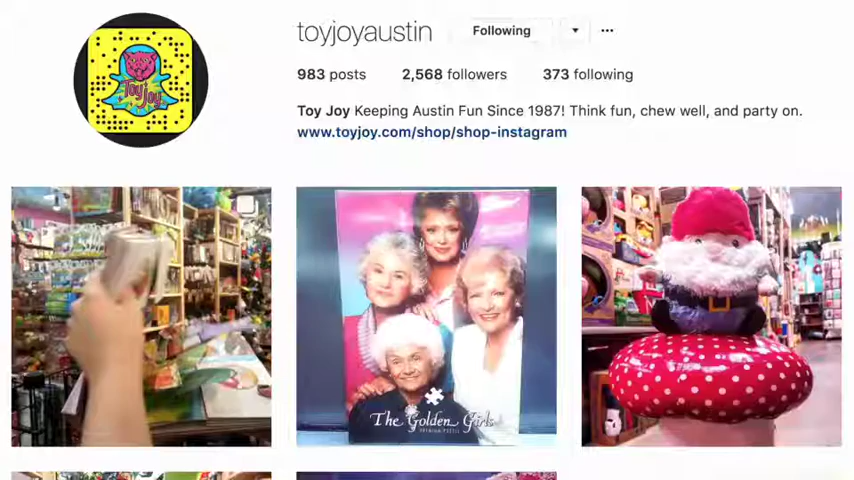 toyjoyaustin Following
983 posts 2,568 followers 373 following
Toy Joy Keeping Austin Fun Since 1987! Think fun, chew well, and party on.
www.toyjoy.com/shop/shop-instagram
Toy Joy
The Golden Girls